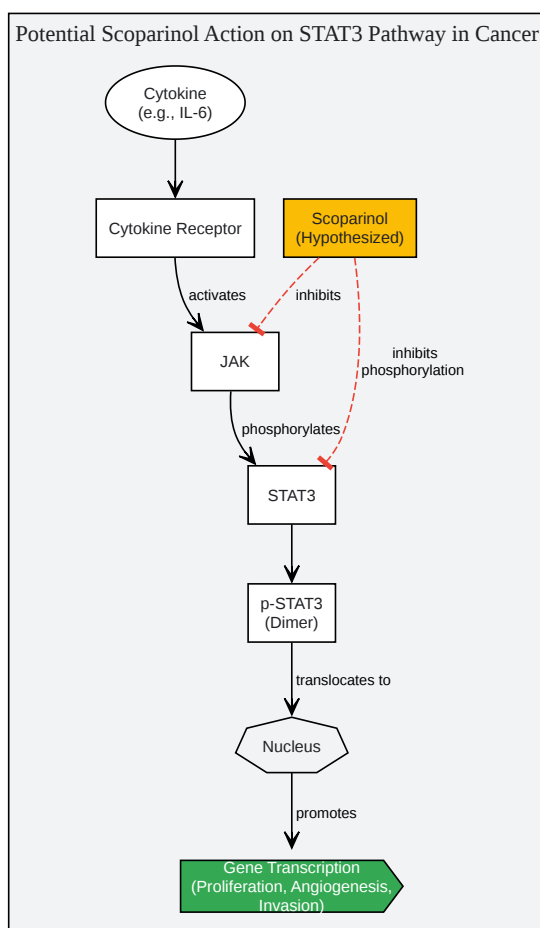 Potential Scoparinol Action on STAT3 Pathway in Cancer
Cytokine
(e.g., IL-6)
Cytokine Receptor
Scoparinol
(Hypothesized)
activates
inhibits
JAK
inhibits
phosphorylation
phosphorylates
STAT3
p-STAT3
(Dimer)
translocates to
Nucleus
promotes
Gene Transcription
(Proliferation, Angiogenesis,
Invasion)